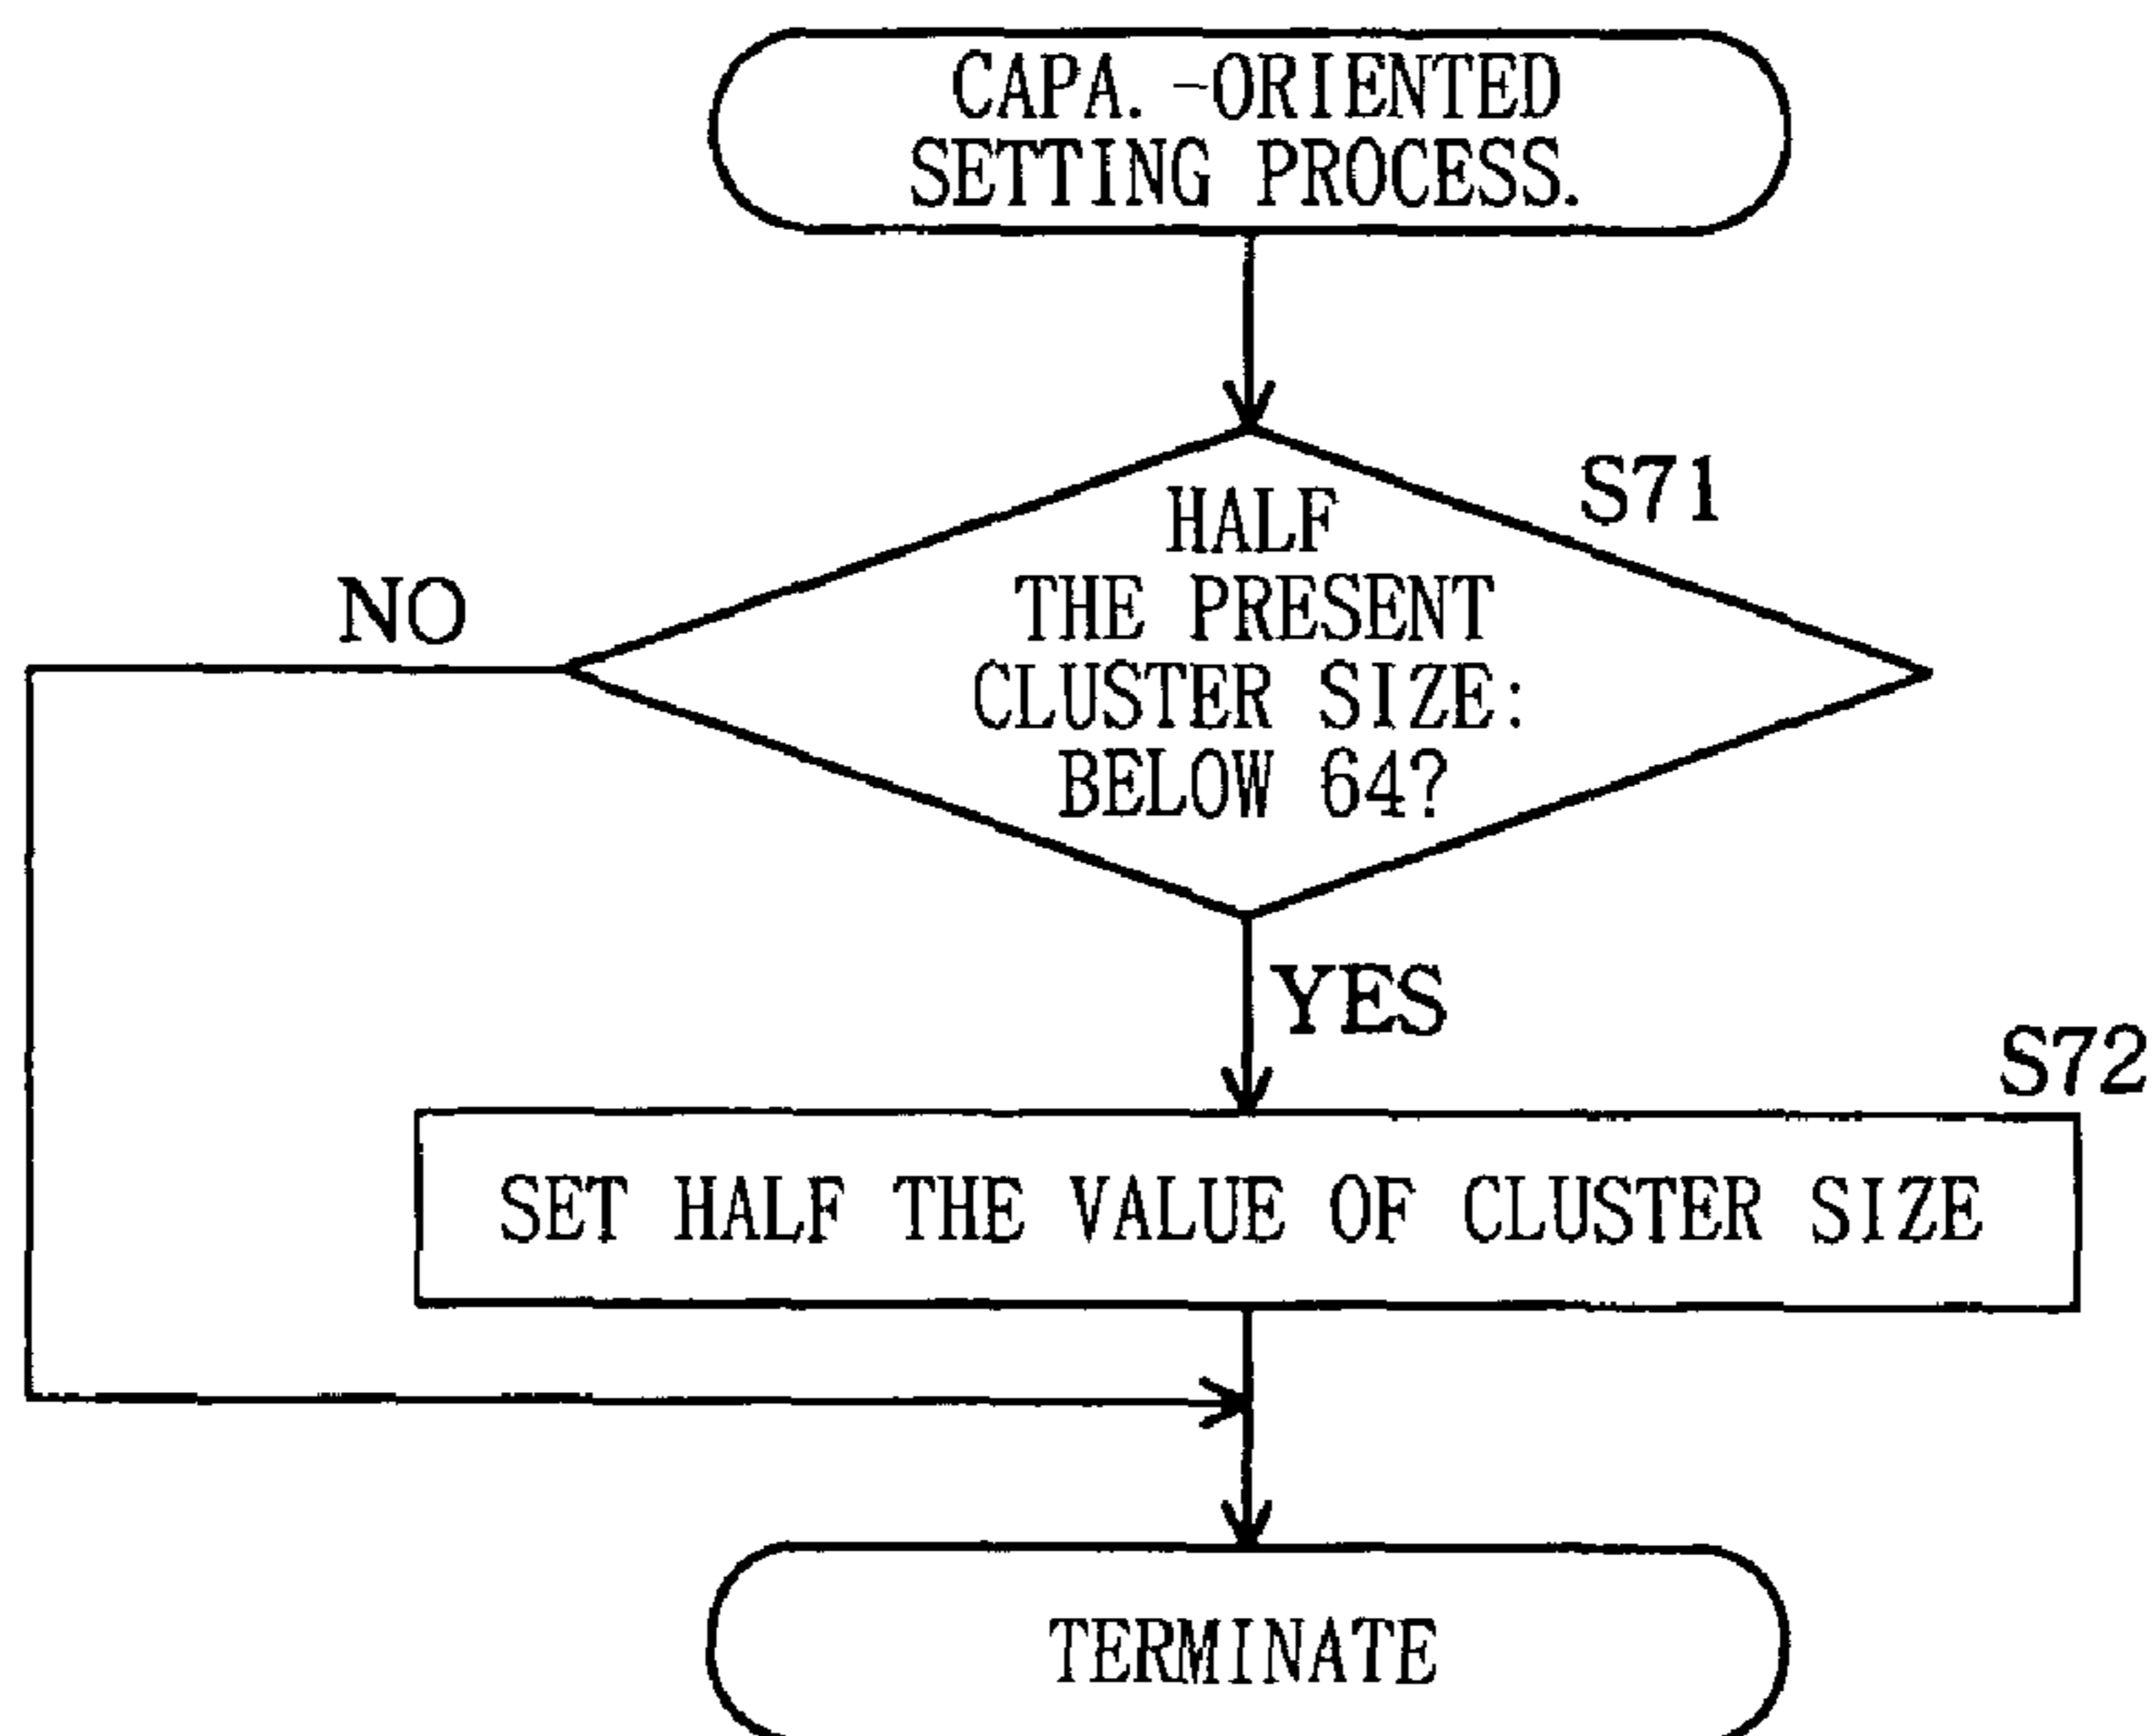 CAPA. -ORIENTED
SETTING PROCESS.
S71
HALF
THE PRESENT
CLUSTER SIZE:
BELOW 64?
NO
YES
S72
SET HALF THE VALUE OF CLUSTER SIZE
TERMINATE